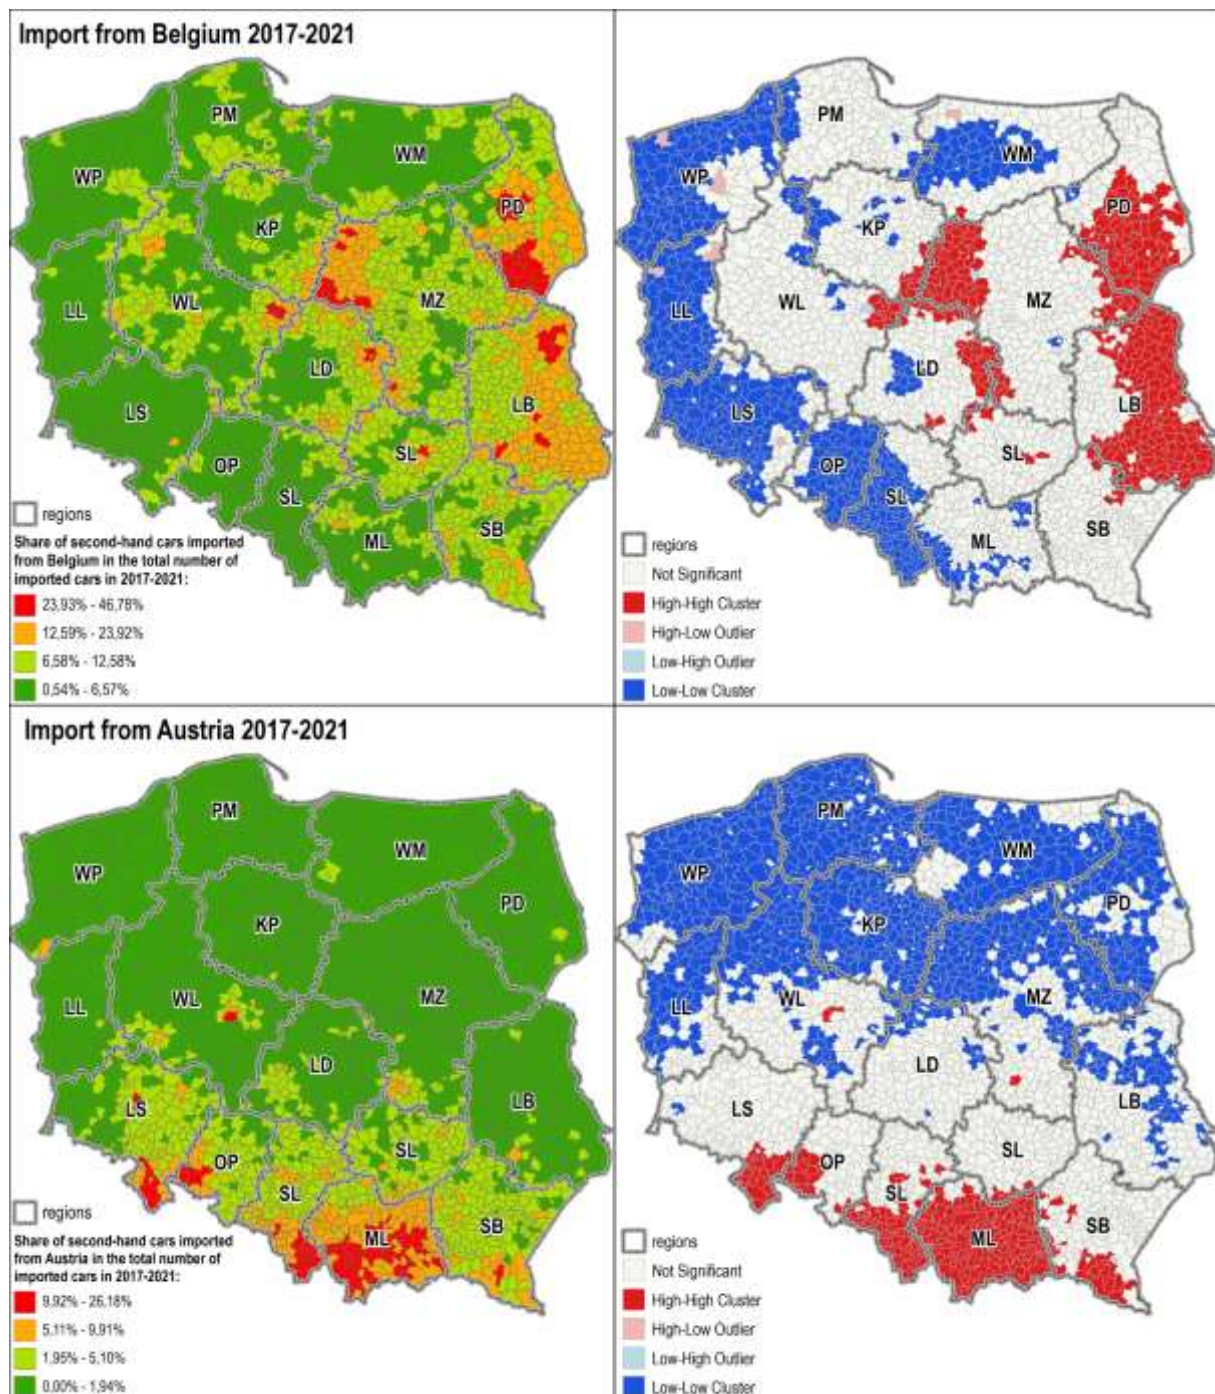 Import from Belgium 2017-2021
PM
WM
WP
PD
KP
WL
MZ
LL
LD
LS
LB
OP
SL
SL
ML
SB
regions
Share of second-hand cars imported
from Belgium in the total number of
imported cars in 2017-2021:
23,93% - 46,78%
12,59% - 23,92%
6,58% - 12,58%
0,54% - 6,57%
PM
WM
WP
PD
KP
WL
MZ
LL
LD
LS
LB
OP
SL
SL
ML
SB
regions
Not Significant
High-High Cluster
High-Low Outlier
Low-High Outlier
Low-Low Cluster
Import from Austria 2017-2021
PM
WM
WP
PD
KP
WL
MZ
LL
LD
LS
LB
OP
SL
SL
ML
SB
regions
Share of second-hand cars imported
from Austria in the total number of
imported cars in 2017-2021:
9,92% - 26,18%
5,11% - 9,91%
1,95% - 5,10%
0,00% - 1,94%
PM
WM
WP
PD
KP
WL
MZ
LL
LD
LS
LB
OP
SL
SL
ML
SB
regions
Not Significant
High-High Cluster
High-Low Outlier
Low-High Outlier
Low-Low Cluster